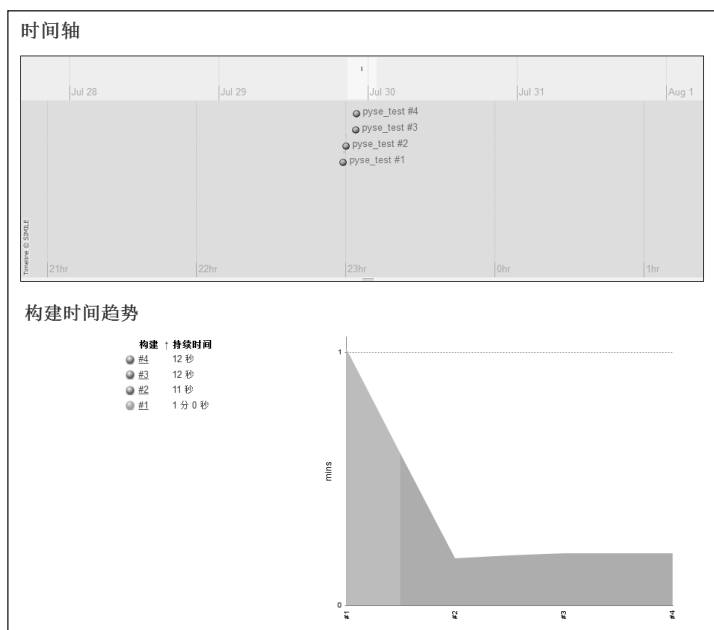 时间轴
Jul 28
Jul 29
Jul 30
Jul 31
Aug 1
pyse_test #4
pyse_test #3
pyse_test #2
pyse_test #1
Timeline © SIMILE
21hr
22hr
23hr
0hr
1hr
构建时间趋势
构建 ↑ 持续时间
#4 12 秒
#3 12 秒
#2 11 秒
#1 1 分 0 秒
1
mins
0
#1
#2
#3
#4